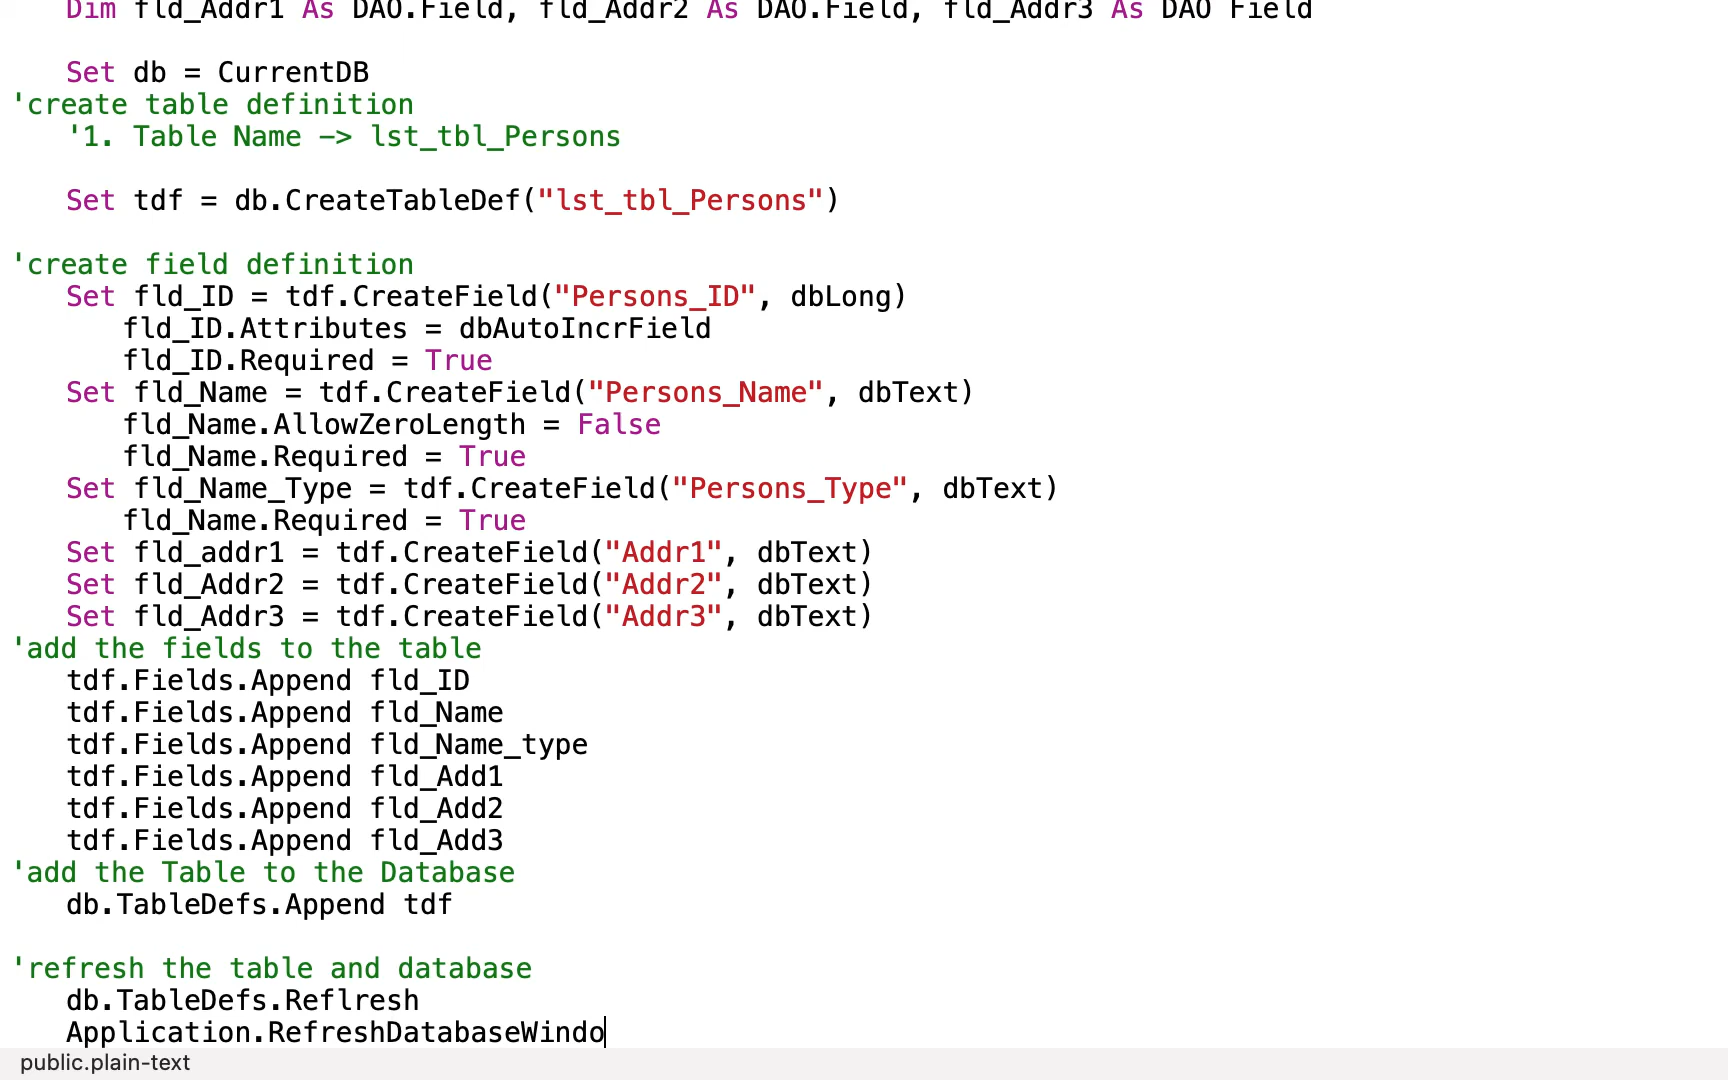 Dim fld_Addr1 As DAO.Field, fld_Addr2 As DAO.Field, fld_Addr3 As DAO Field
Set db = CurrentDB
'create table definition
'1. Table Name -> lst_tbl_Persons
Set tdf = db.CreateTableDef("lst_tbl_Persons")
'create field definition
Set fld_ID = tdf.CreateField("Persons_ID", dbLong)
fld_ID.Attributes = dbAutoIncrField
fld_ID.Required = True
Set fld_Name = tdf.CreateField("Persons_Name", dbText)
fld_Name.AllowZeroLength = False
fld_Name.Required = True
Set fld_Name_Type = tdf.CreateField("Persons_Type", dbText)
fld_Name.Required = True
Set fld_addr1 = tdf.CreateField("Addr1", dbText)
Set fld_Addr2 = tdf.CreateField("Addr2", dbText)
Set fld_Addr3 = tdf.CreateField("Addr3", dbText)
'add the fields to the table
tdf.Fields.Append fld_ID
tdf.Fields.Append fld_Name
tdf.Fields.Append fld_Name_type
tdf.Fields.Append fld_Add1
tdf.Fields.Append fld_Add2
tdf.Fields.Append fld_Add3
'add the Table to the Database
db.TableDefs.Append tdf
'refresh the table and database
db.TableDefs.Reflresh
Application.RefreshDatabaseWindo
public.plain-text